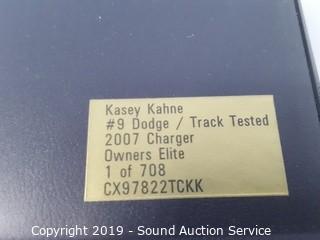 Kasey Kahne
#9 Dodge / Track Tested
2007 Charger
Owners Elite
1 of 708
CX97822TCKK
Copyright 2019 - Sound Auction Service